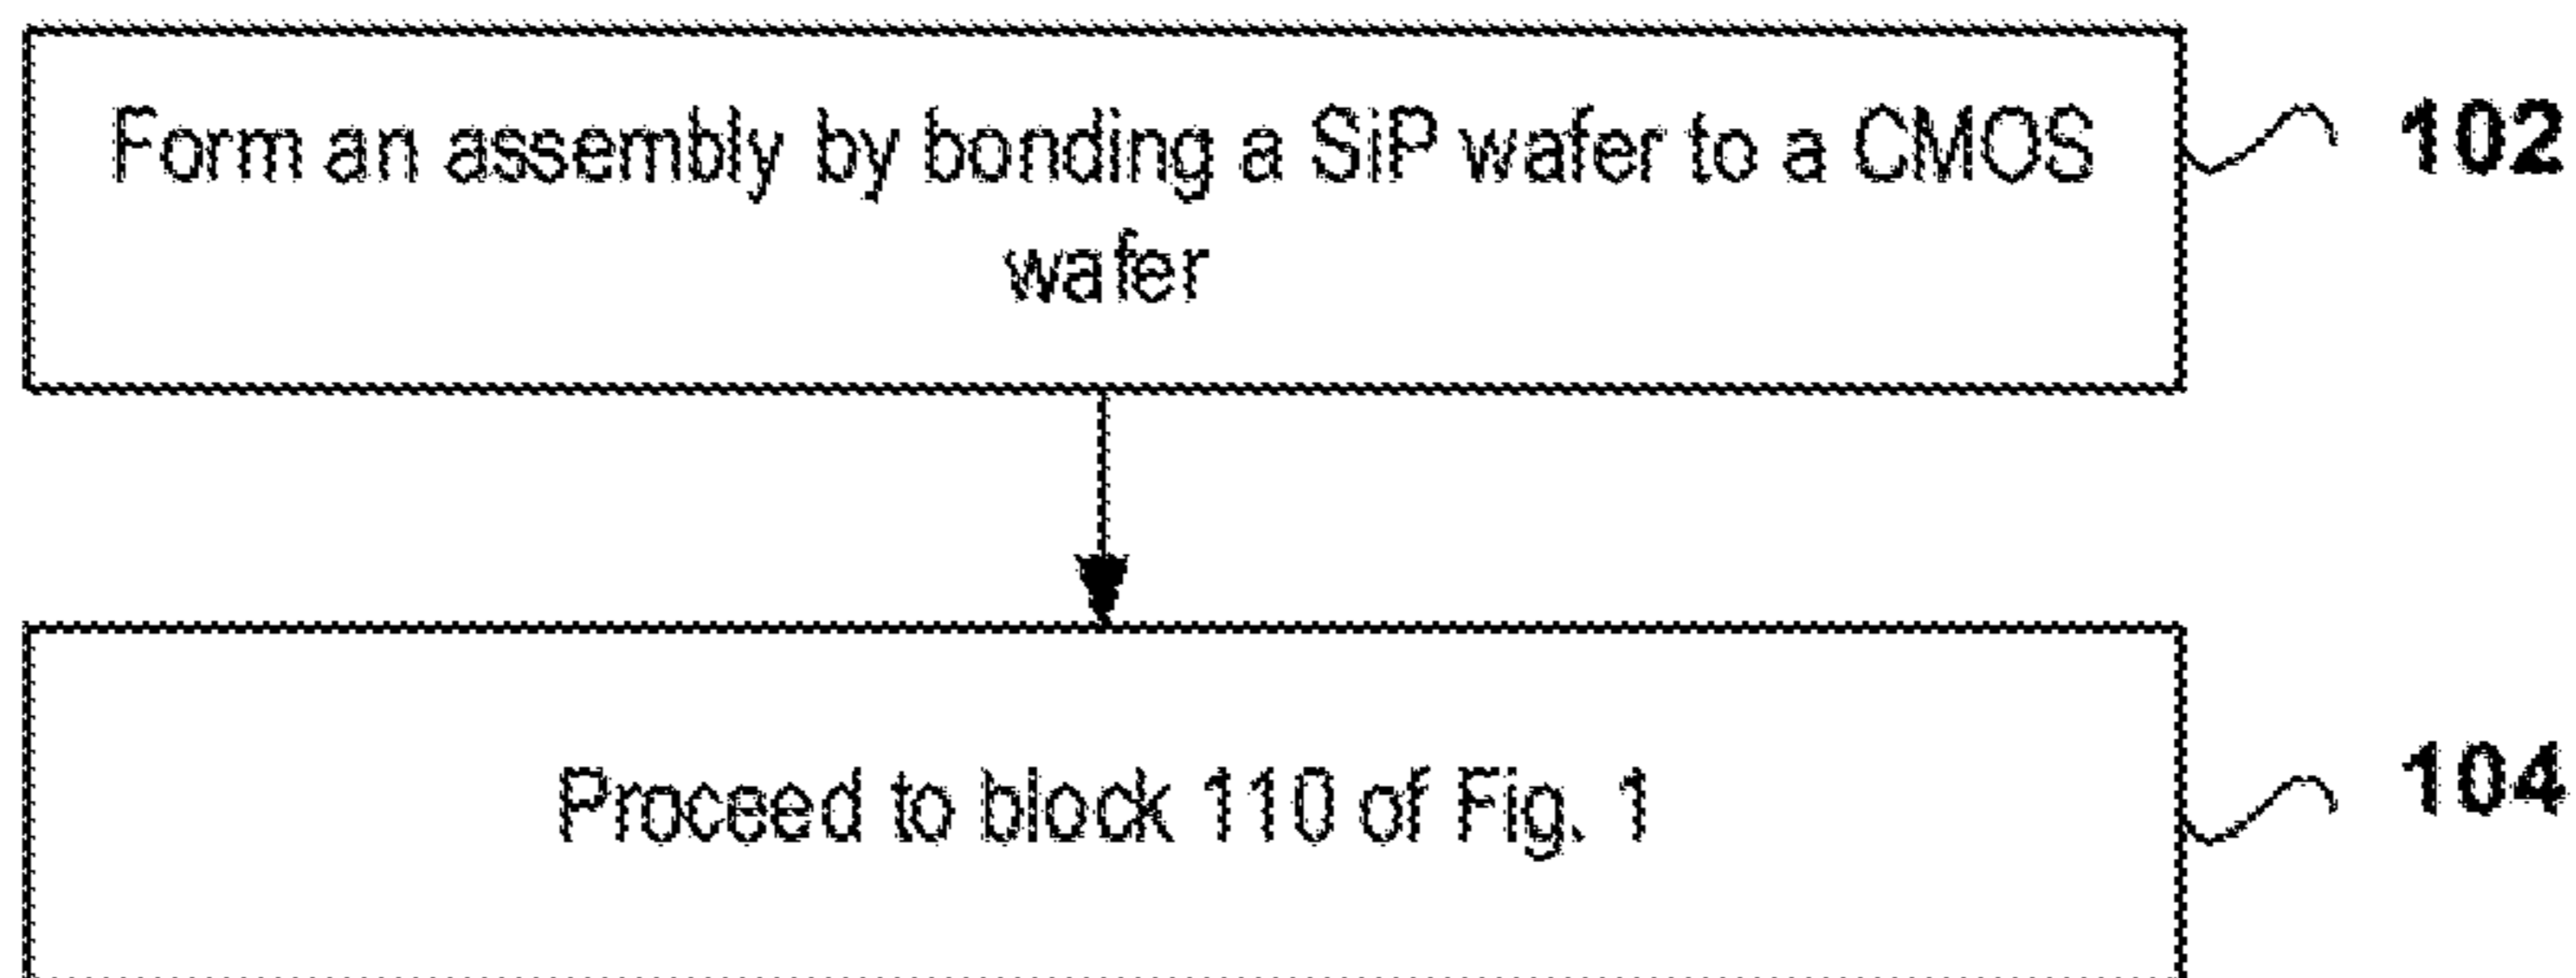 Form an assembly by bonding a SiP wafer to a CMOS
wafer
102
Proceed to block 110 of Fig. 1
104